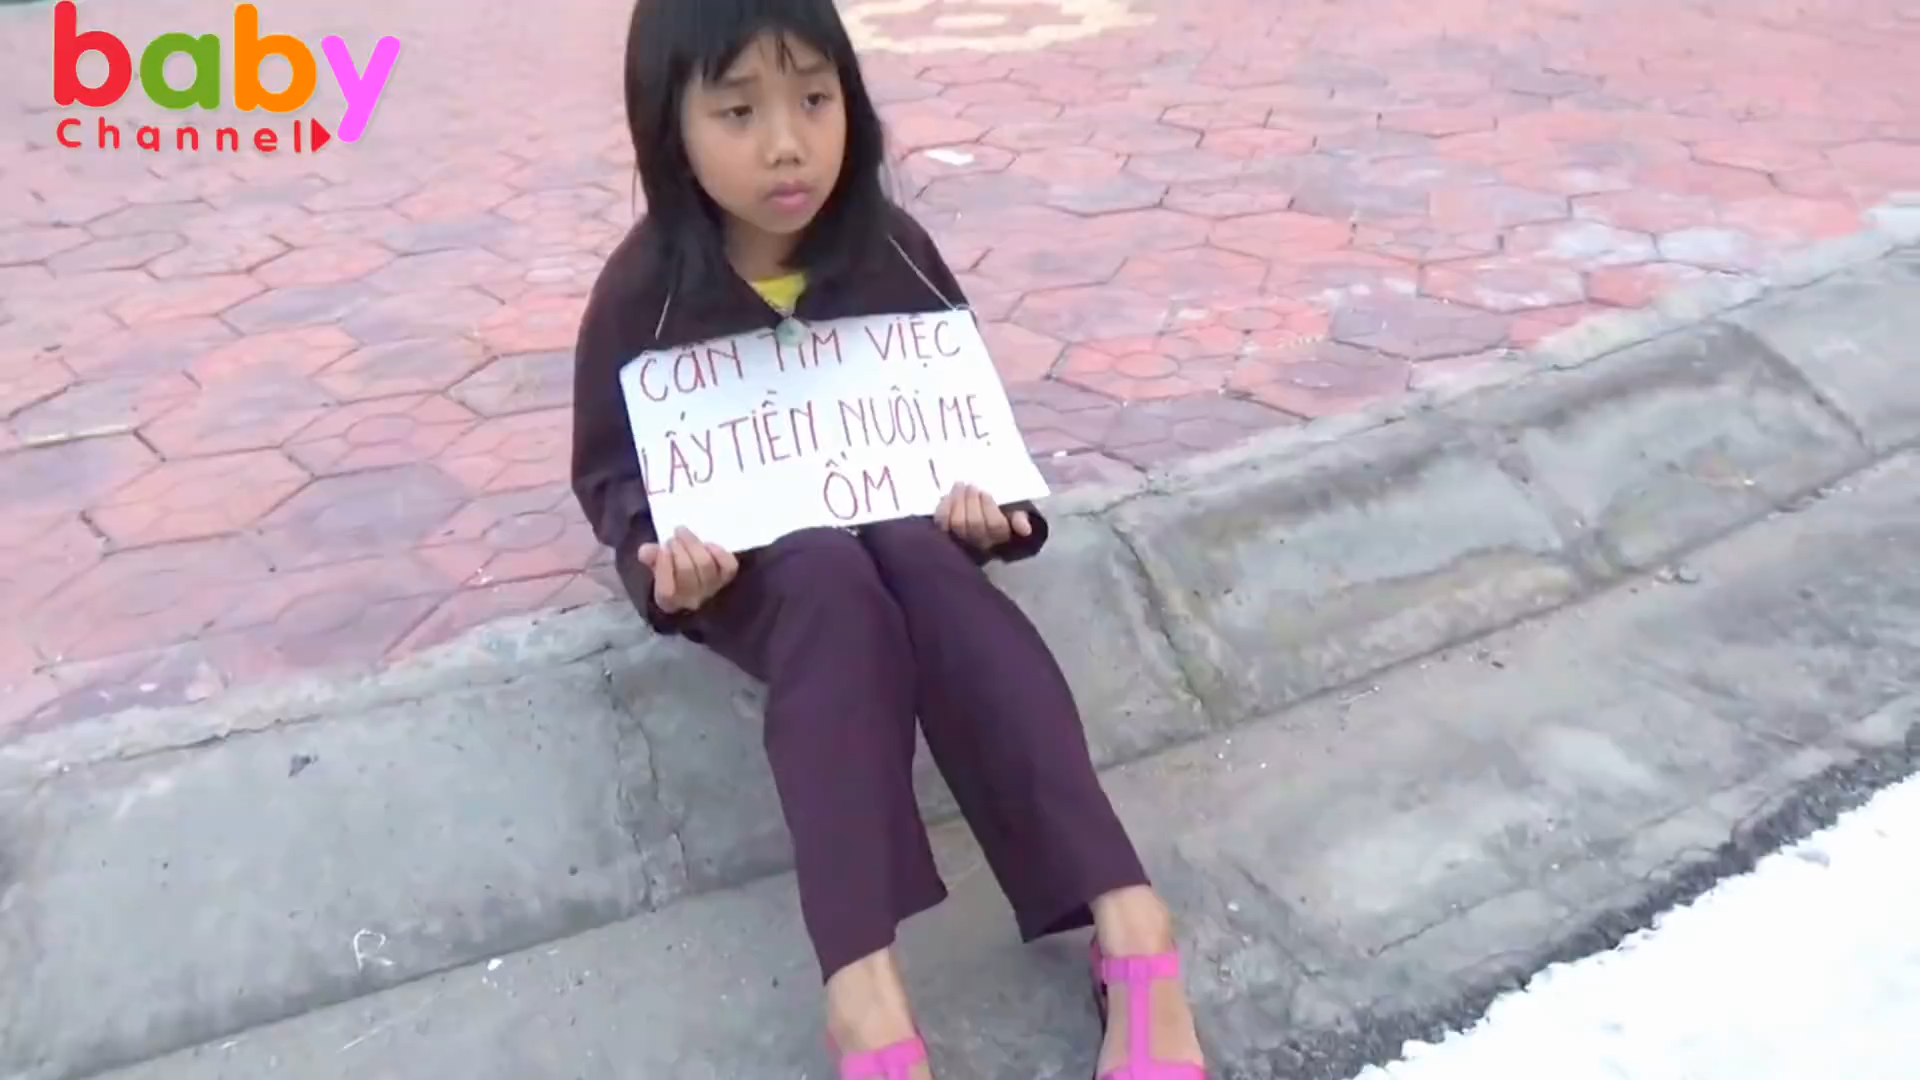 baby
Channel
CầN TìM VIỆC
LẤY TIỀN NUÔI MẸ
ỐM !
R